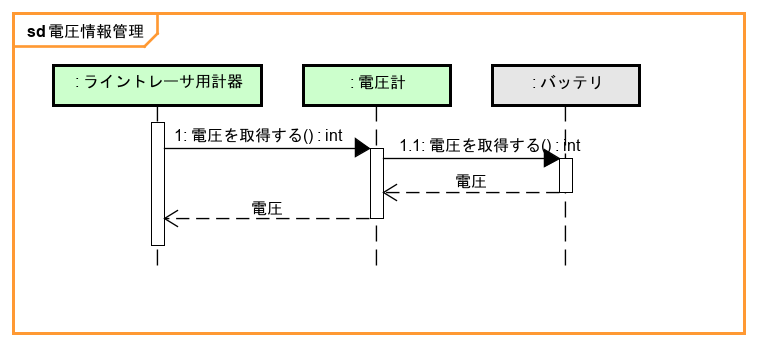 sd 電圧情報管理
: ライントレーサ用計器
: 電圧計
: バッテリ
1: 電圧を取得する() : int
1.1: 電圧を取得する() : int
電圧
電圧